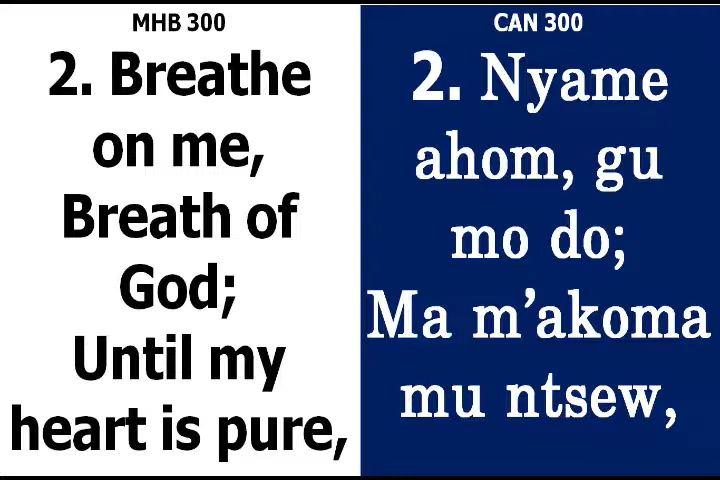 MHB 300
2. Breathe
on me,
Breath of
God;
Until my
heart is pure,
CAN 300
2. Nyame
ahom, gu
mo do;
Ma m’akoma
mu ntsew,